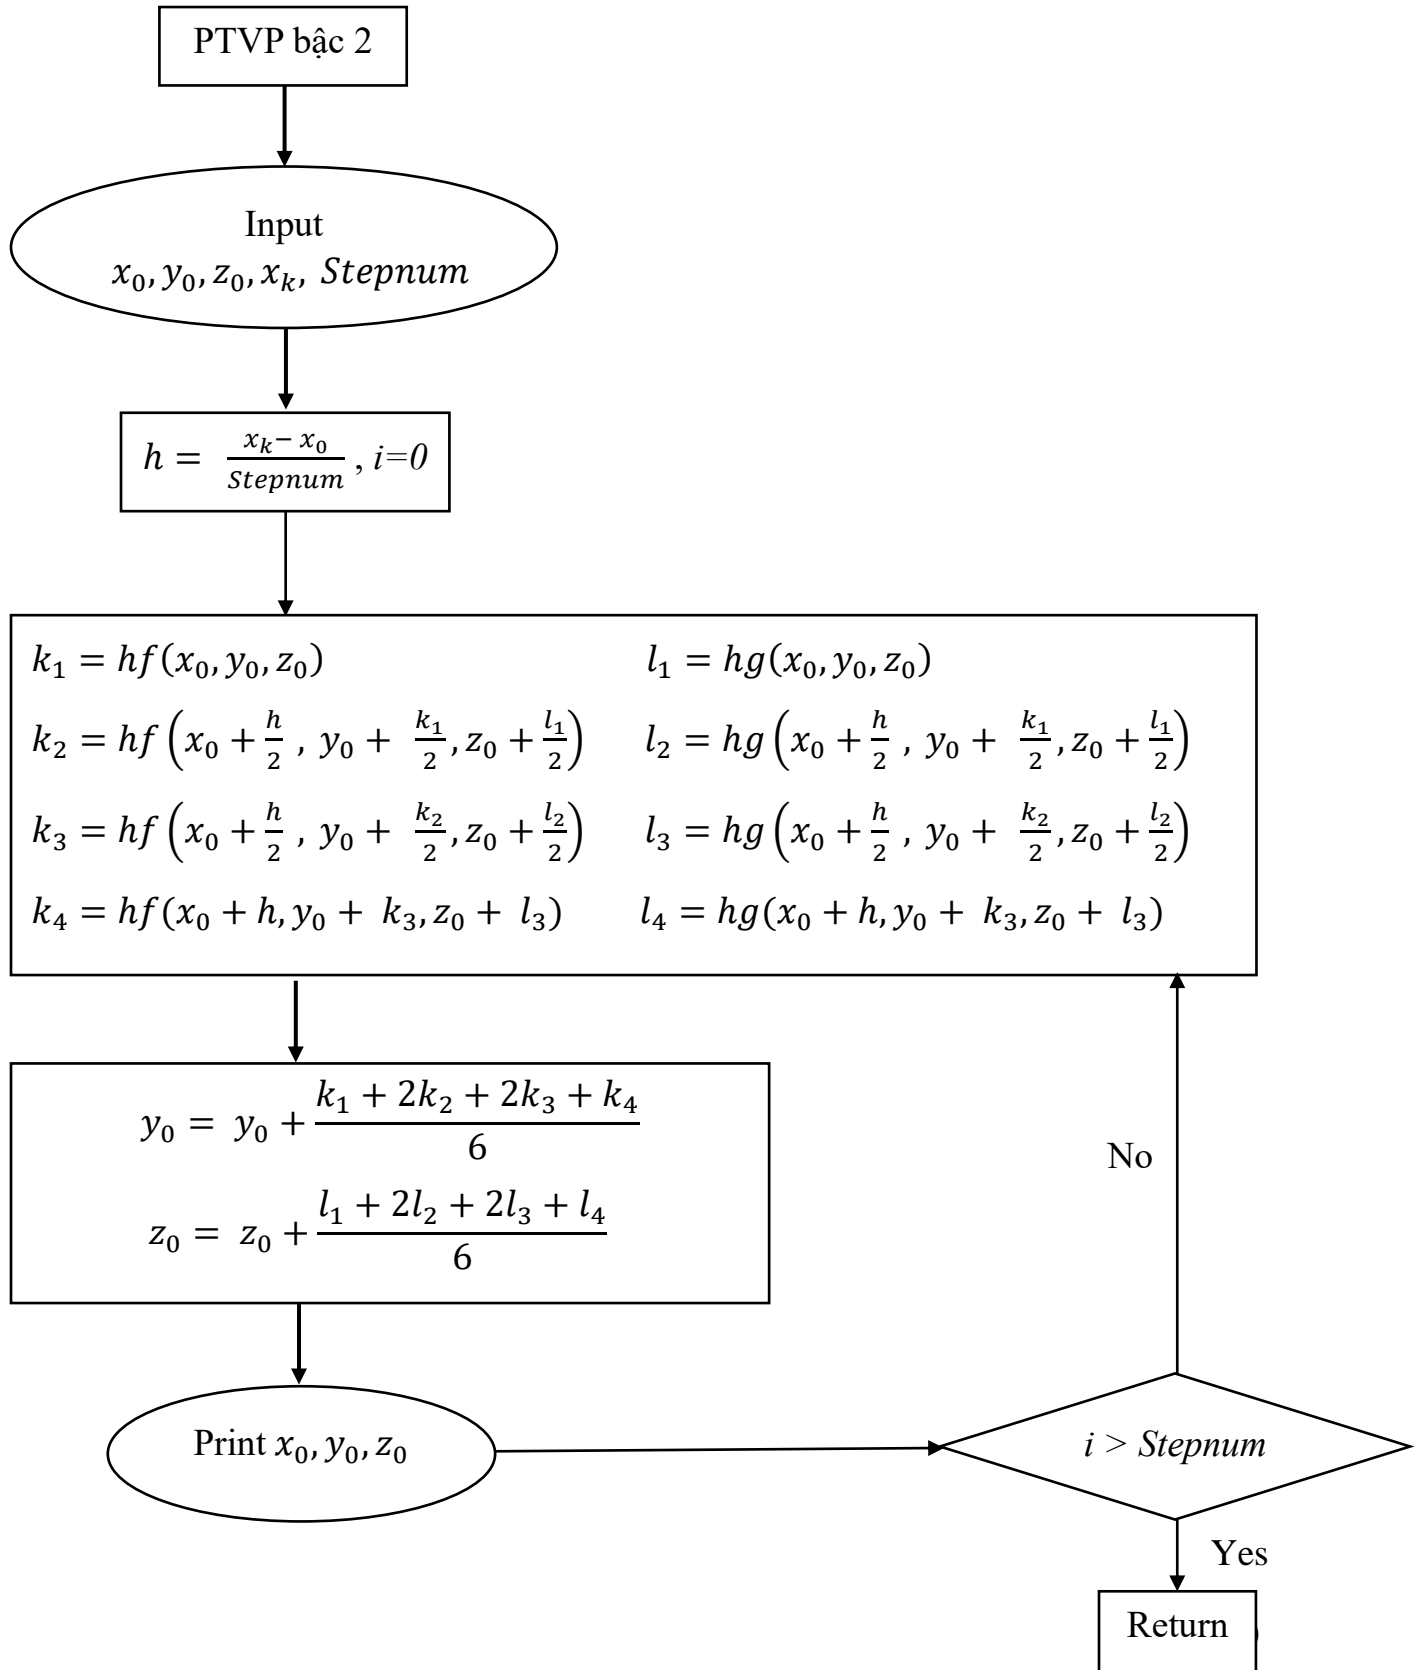 PTVP bậc 2
Input
x₀, y₀, z₀, xₖ, Stepnum
h = (xₖ − x₀)/Stepnum , i=0
k₁ = hf(x₀, y₀, z₀) l₁ = hg(x₀, y₀, z₀)
k₂ = hf(x₀ + h/2 , y₀ + k₁/2, z₀ + l₁/2) l₂ = hg(x₀ + h/2 , y₀ + k₁/2, z₀ + l₁/2)
k₃ = hf(x₀ + h/2 , y₀ + k₂/2, z₀ + l₂/2) l₃ = hg(x₀ + h/2 , y₀ + k₂/2, z₀ + l₂/2)
k₄ = hf(x₀ + h, y₀ + k₃, z₀ + l₃) l₄ = hg(x₀ + h, y₀ + k₃, z₀ + l₃)
y₀ = y₀ + (k₁ + 2k₂ + 2k₃ + k₄)/6
z₀ = z₀ + (l₁ + 2l₂ + 2l₃ + l₄)/6
No
Print x₀, y₀, z₀
i > Stepnum
Yes
Return